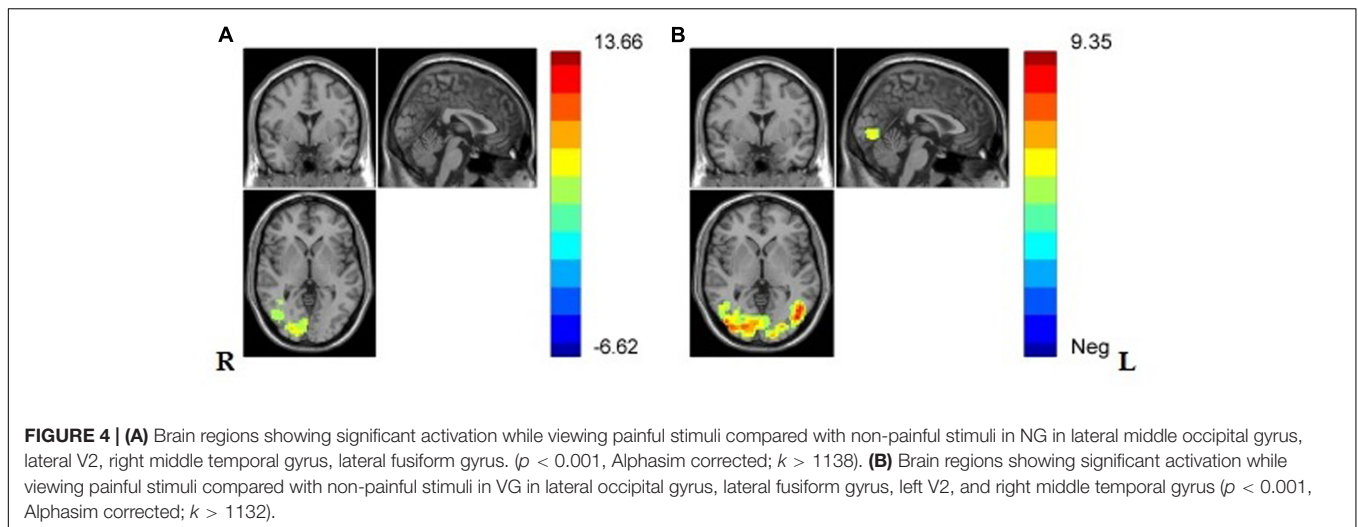 A
13.66
-6.62
R
B
9.35
Neg
L
FIGURE 4 | (A) Brain regions showing significant activation while viewing painful stimuli compared with non-painful stimuli in NG in lateral middle occipital gyrus,
lateral V2, right middle temporal gyrus, lateral fusiform gyrus. (p < 0.001, Alphasim corrected; k > 1138). (B) Brain regions showing significant activation while
viewing painful stimuli compared with non-painful stimuli in VG in lateral occipital gyrus, lateral fusiform gyrus, left V2, and right middle temporal gyrus (p < 0.001,
Alphasim corrected; k > 1132).